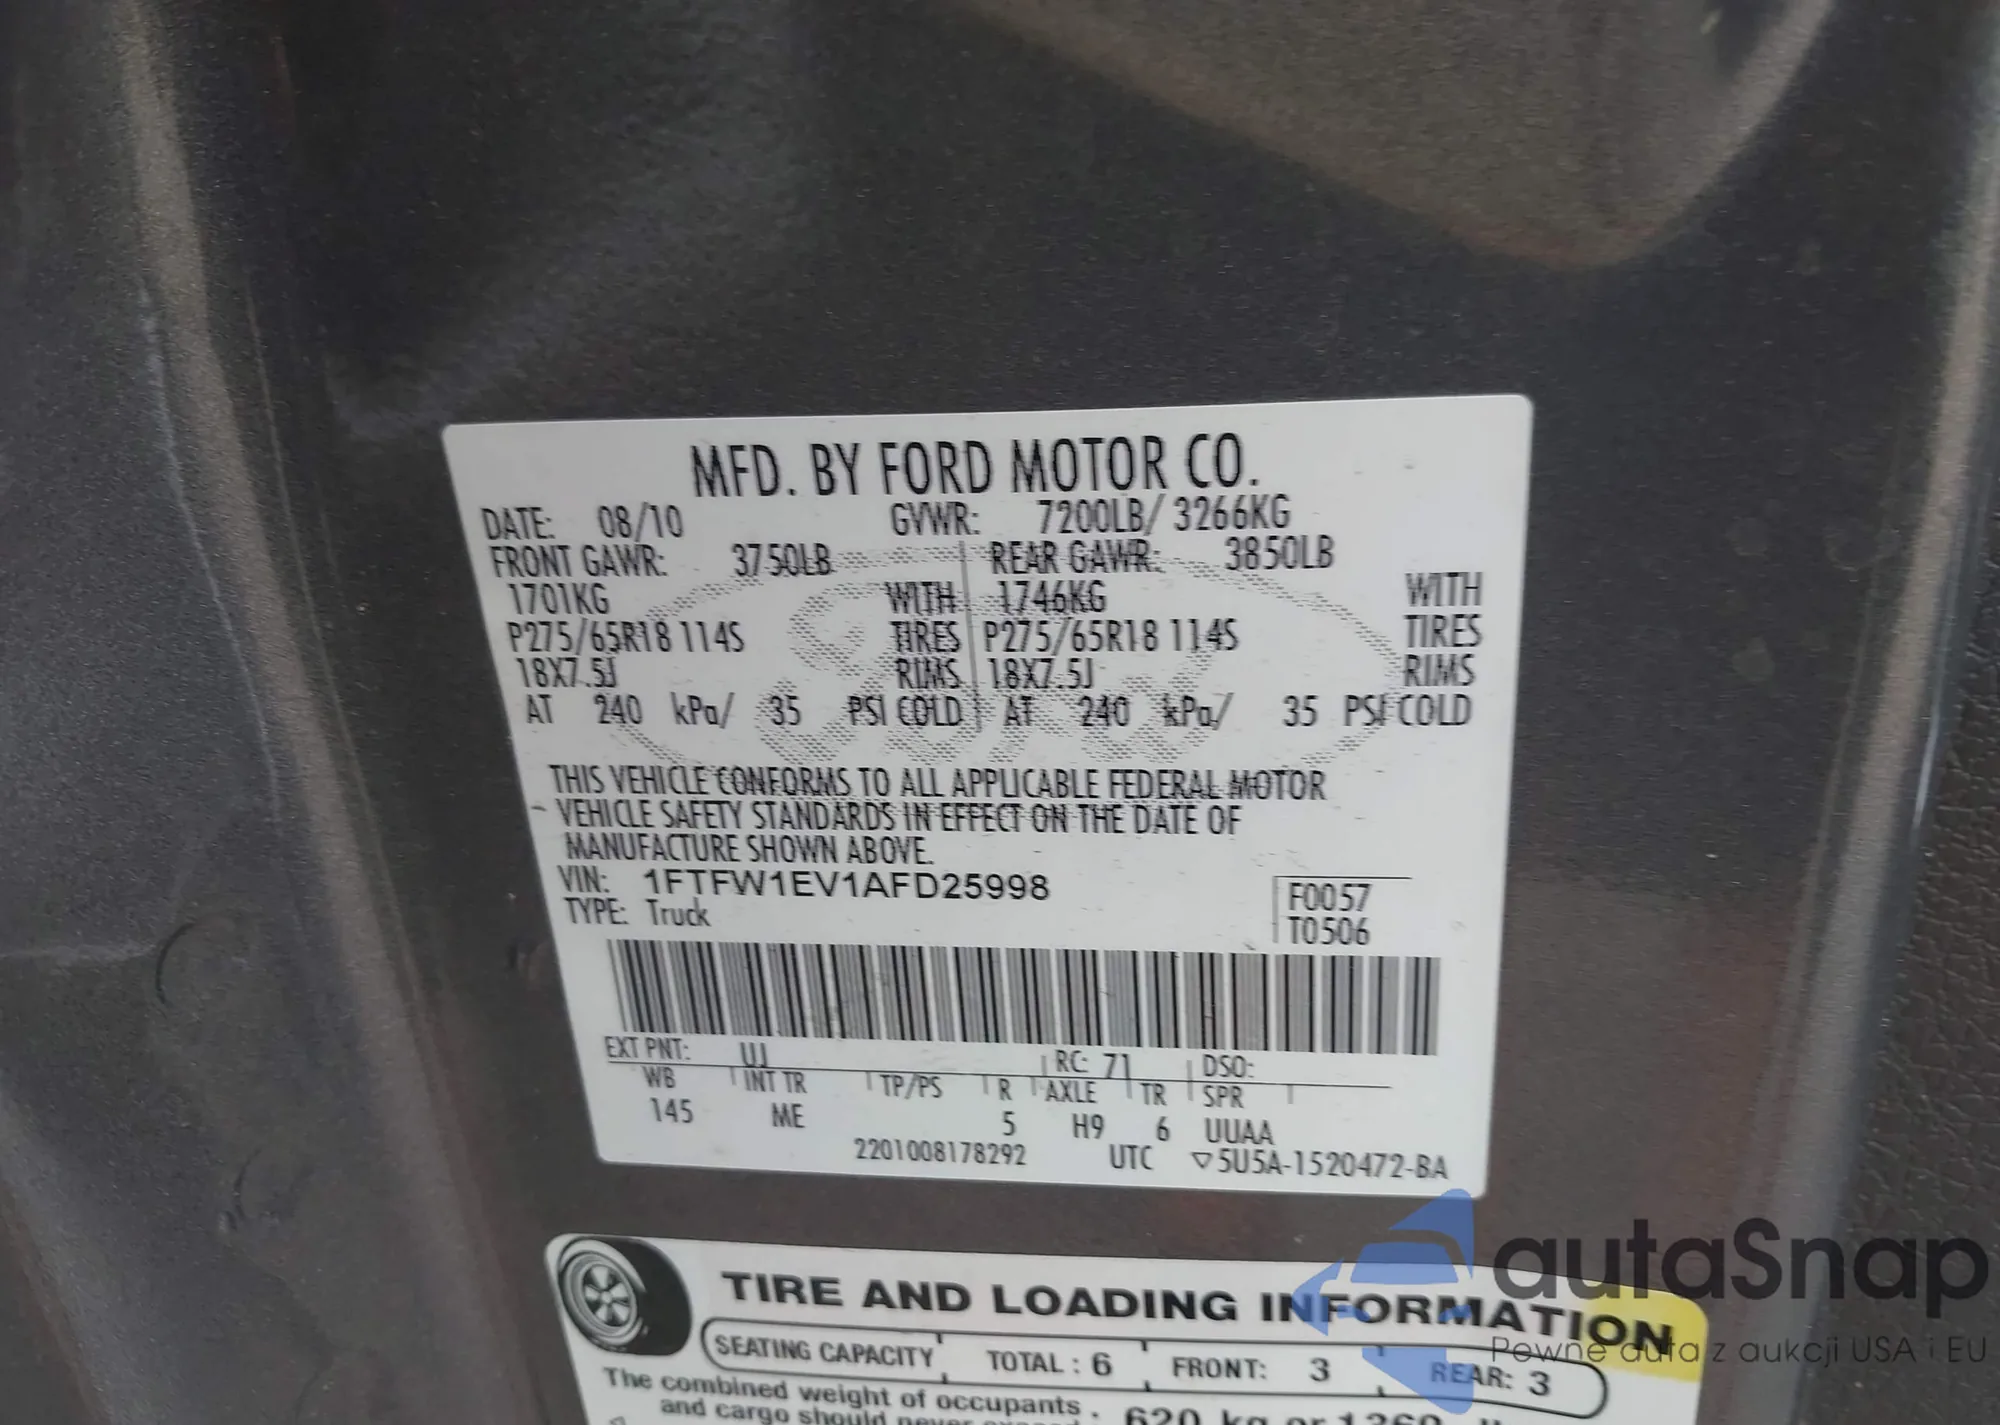 MFD. BY FORD MOTOR CO.
DATE: 08/10 GVWR: 7200LB/ 3266KG
FRONT GAWR: 3750LB REAR GAWR: 3850LB
1701KG WITH 1746KG WITH
P275/65R18 114S TIRES P275/65R18 114S TIRES
18X7.5J RIMS 18X7.5J RIMS
AT 240 kPa/ 35 PSI COLD AT 240 kPa/ 35 PSI COLD
THIS VEHICLE CONFORMS TO ALL APPLICABLE FEDERAL MOTOR
VEHICLE SAFETY STANDARDS IN EFFECT ON THE DATE OF
MANUFACTURE SHOWN ABOVE.
VIN: 1FTFW1EV1AFD25998 F0057
TYPE: Truck T0506
EXT PNT: UJ RC: 71 DSO:
WB INT TR TP/PS R AXLE TR SPR
145 ME 5 H9 6 UUAA
2201008178292 UTC ▽5U5A-1520472-BA
TIRE AND LOADING INFORMATION
SEATING CAPACITY TOTAL : 6 FRONT: 3 REAR: 3
The combined weight of occupants
and cargo should
autaSnap
Pewne auta z aukcji USA i EU